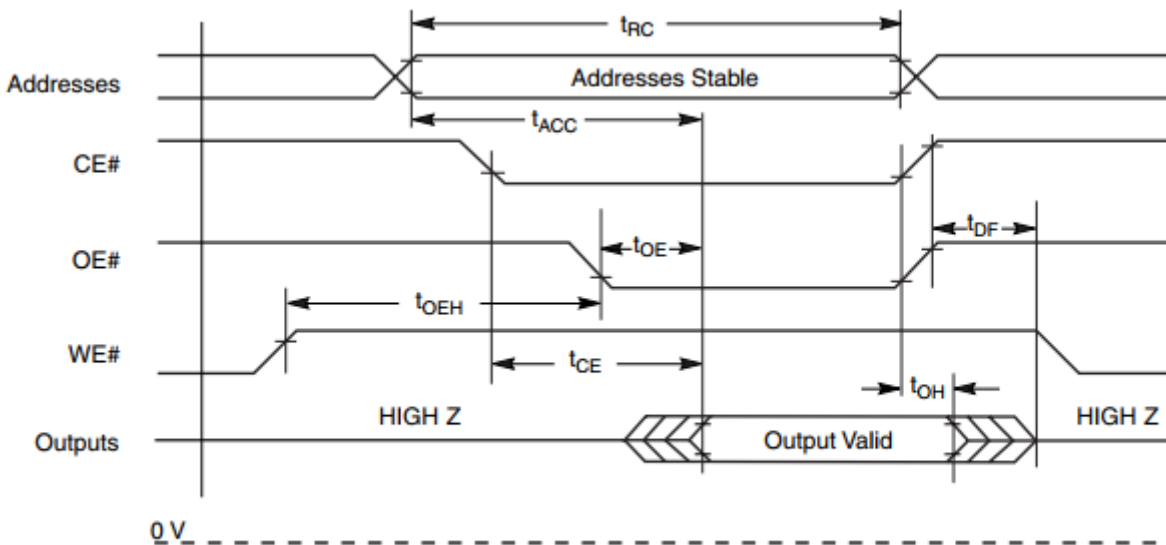 tRC
Addresses
Addresses Stable
tACC
CE#
tDF
tOE
OE#
tOEH
WE#
tCE
tOH
HIGH Z
HIGH Z
Outputs
Output Valid
0 V